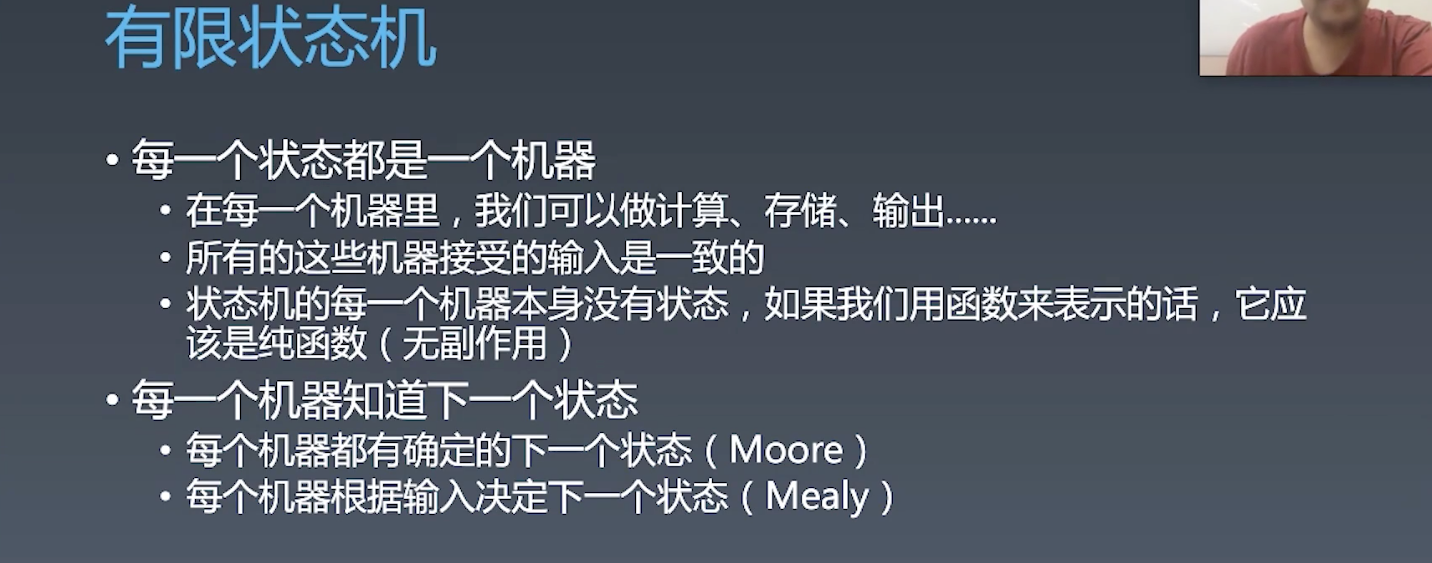 有限状态机
• 每一个状态都是一个机器
• 在每一个机器里，我们可以做计算、存储、输出......
• 所有的这些机器接受的输入是一致的
• 状态机的每一个机器本身没有状态，如果我们用函数来表示的话，它应
该是纯函数（无副作用）
• 每一个机器知道下一个状态
• 每个机器都有确定的下一个状态（Moore）
• 每个机器根据输入决定下一个状态（Mealy）